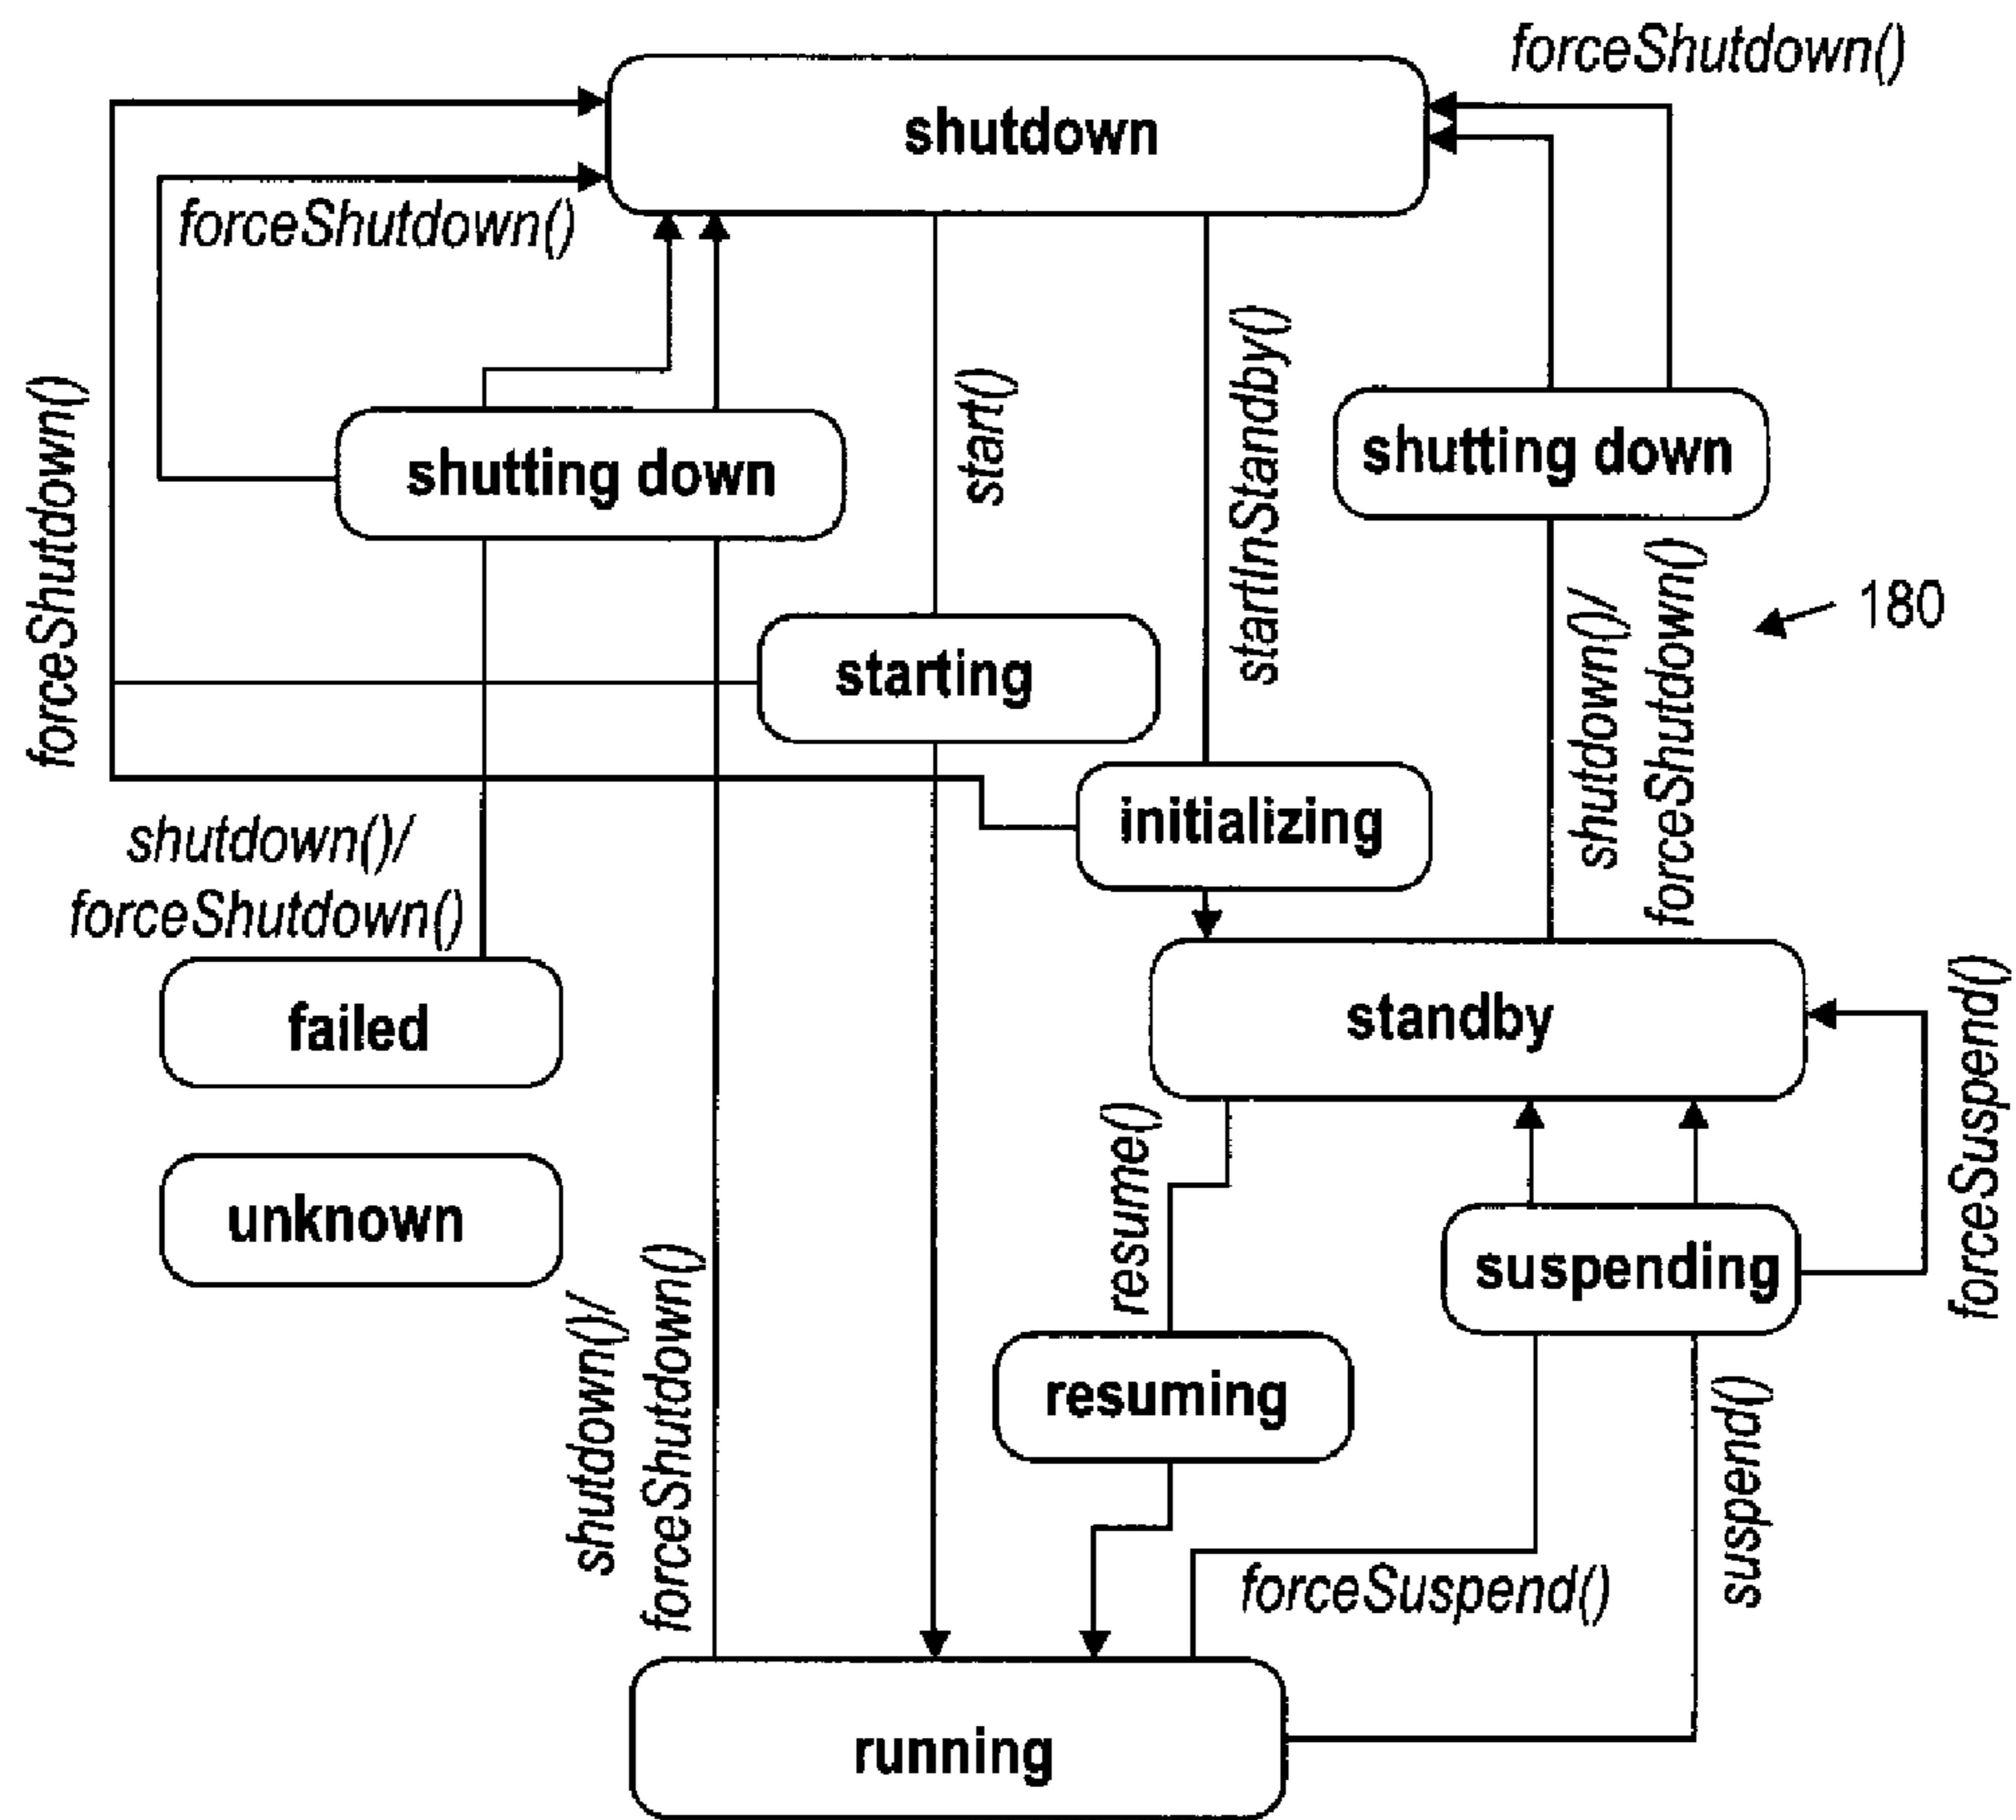 forceShutdown()
shutdown
forceShutdown()
forceShutdown()
start()
startInStandby()
shutting down
shutting down
shutdown()/
forceShutdown()
180
starting
initializing
shutdown()/
forceShutdown()
failed
standby
forceSuspend()
unknown
resume()
suspending
shutdown()/
forceShutdown()
resuming
suspend()
forceSuspend()
running